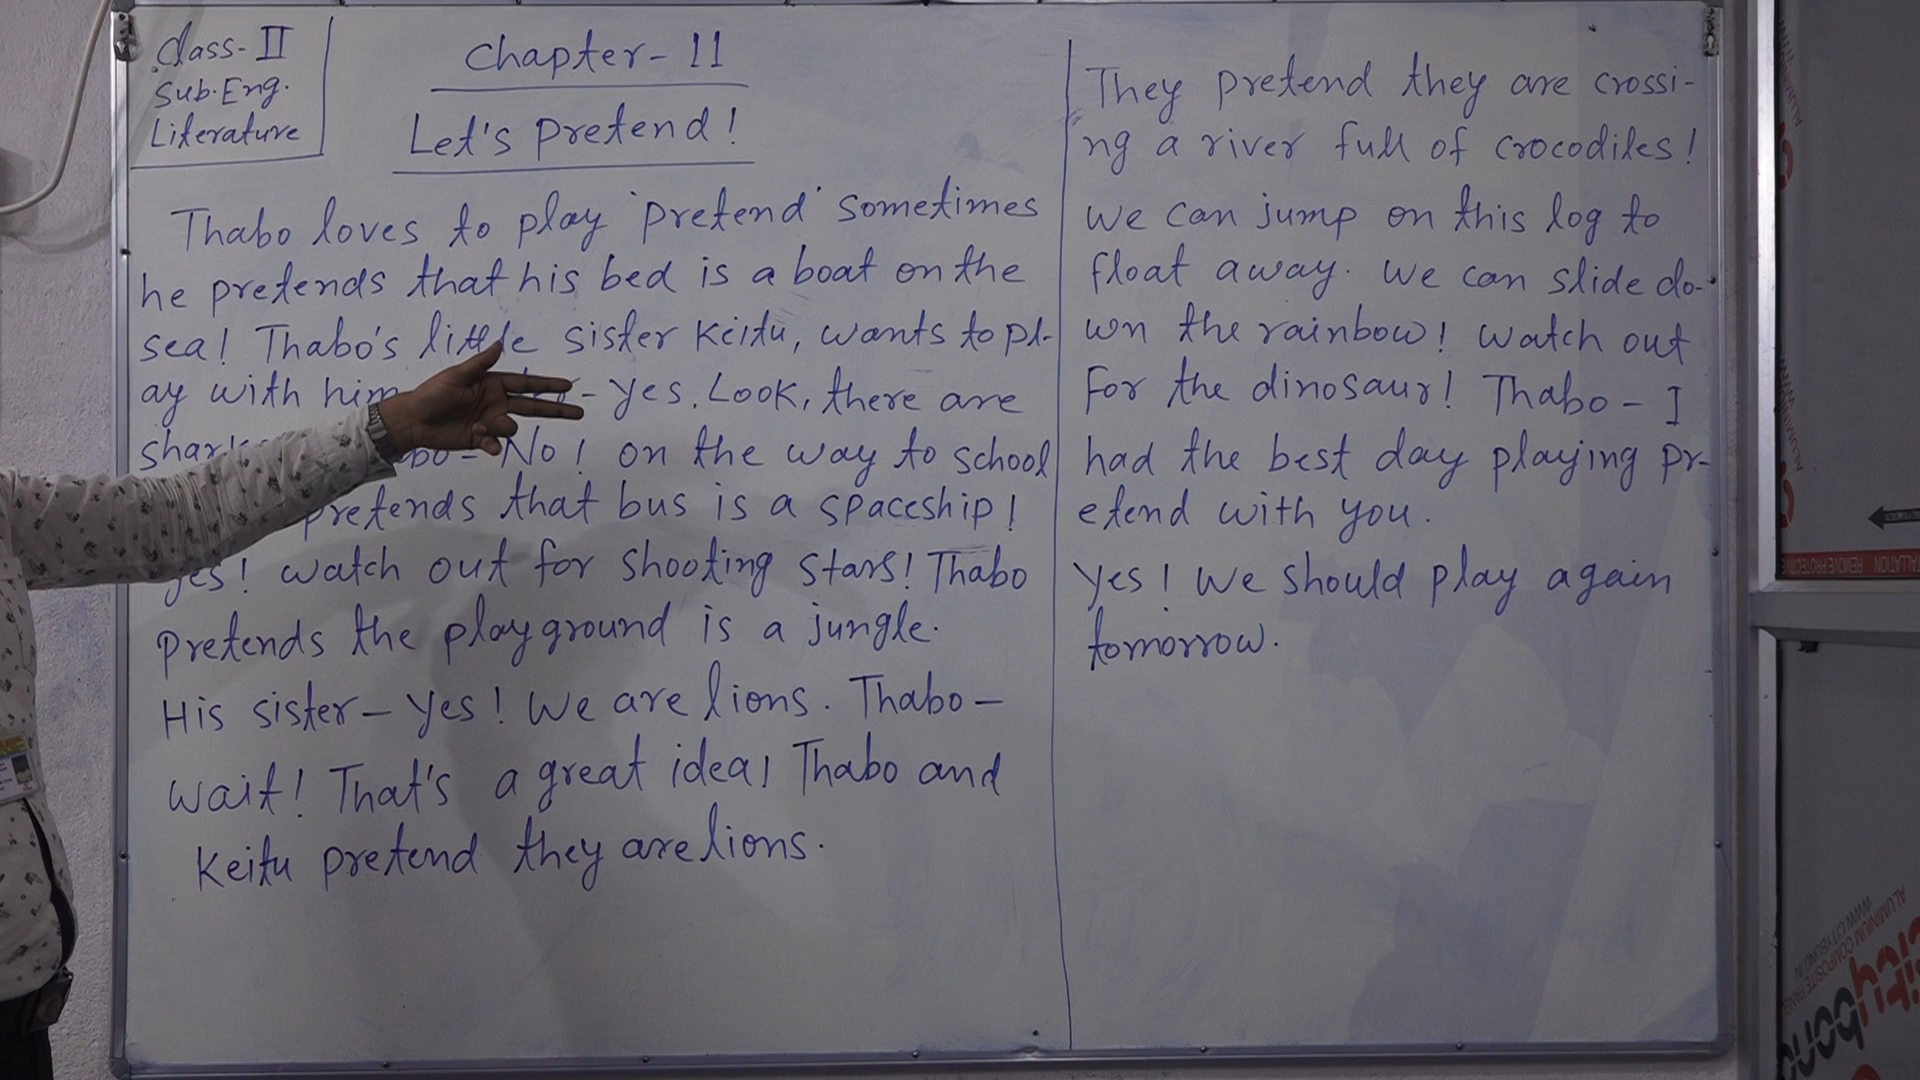 Class-II
Sub.Eng.
Literature
Chapter-11
Let's Pretend!
Thabo loves to play 'pretend' sometimes
he pretends that his bed is a boat on the
sea! Thabo's little sister Keitu, wants to pl-
ay with him - Yes. Look, there are
- No! on the way to school
pretends that bus is a spaceship!
yes! watch out for shooting stars! Thabo
pretends the playground is a jungle.
His sister - yes! we are lions. Thabo -
wait! That's a great idea! Thabo and
Keitu pretend they are lions.
They pretend they are crossi-
ng a river full of crocodiles!
we can jump on this log to
float away. we can slide do-
wn the rainbow! watch out
For the dinosaur! Thabo - I
had the best day playing pr-
etend with you.
Yes! we should play again
tomorrow.